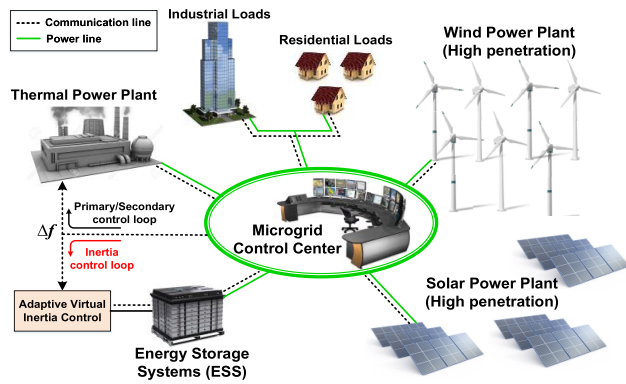 Communication line
Power line
Industrial Loads
Residential Loads
Wind Power Plant
(High penetration)
Thermal Power Plant
Primary/Secondary
control loop
Δf
Inertia
control loop
Microgrid
Control Center
Adaptive Virtual
Inertia Control
Energy Storage
Systems (ESS)
Solar Power Plant
(High penetration)